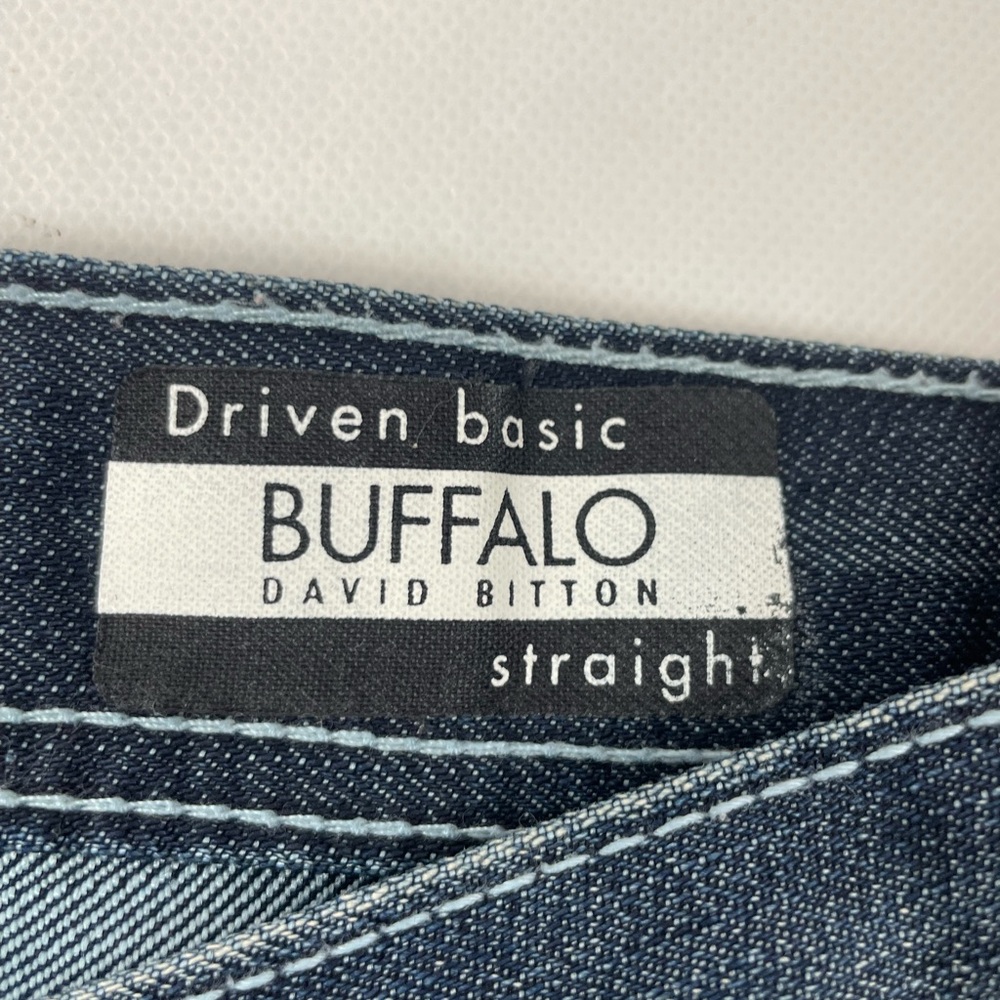 Driven basic
BUFFALO
DAVID BITTON
straight